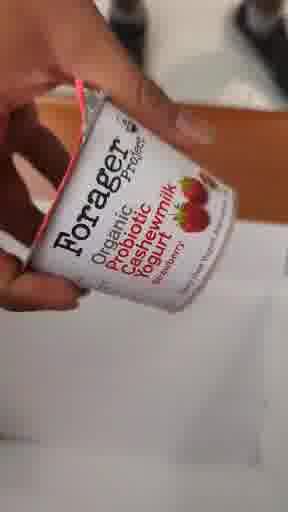 Forager
Project
Organic
Probiotic
Cashewmilk
Yogurt
Strawberry